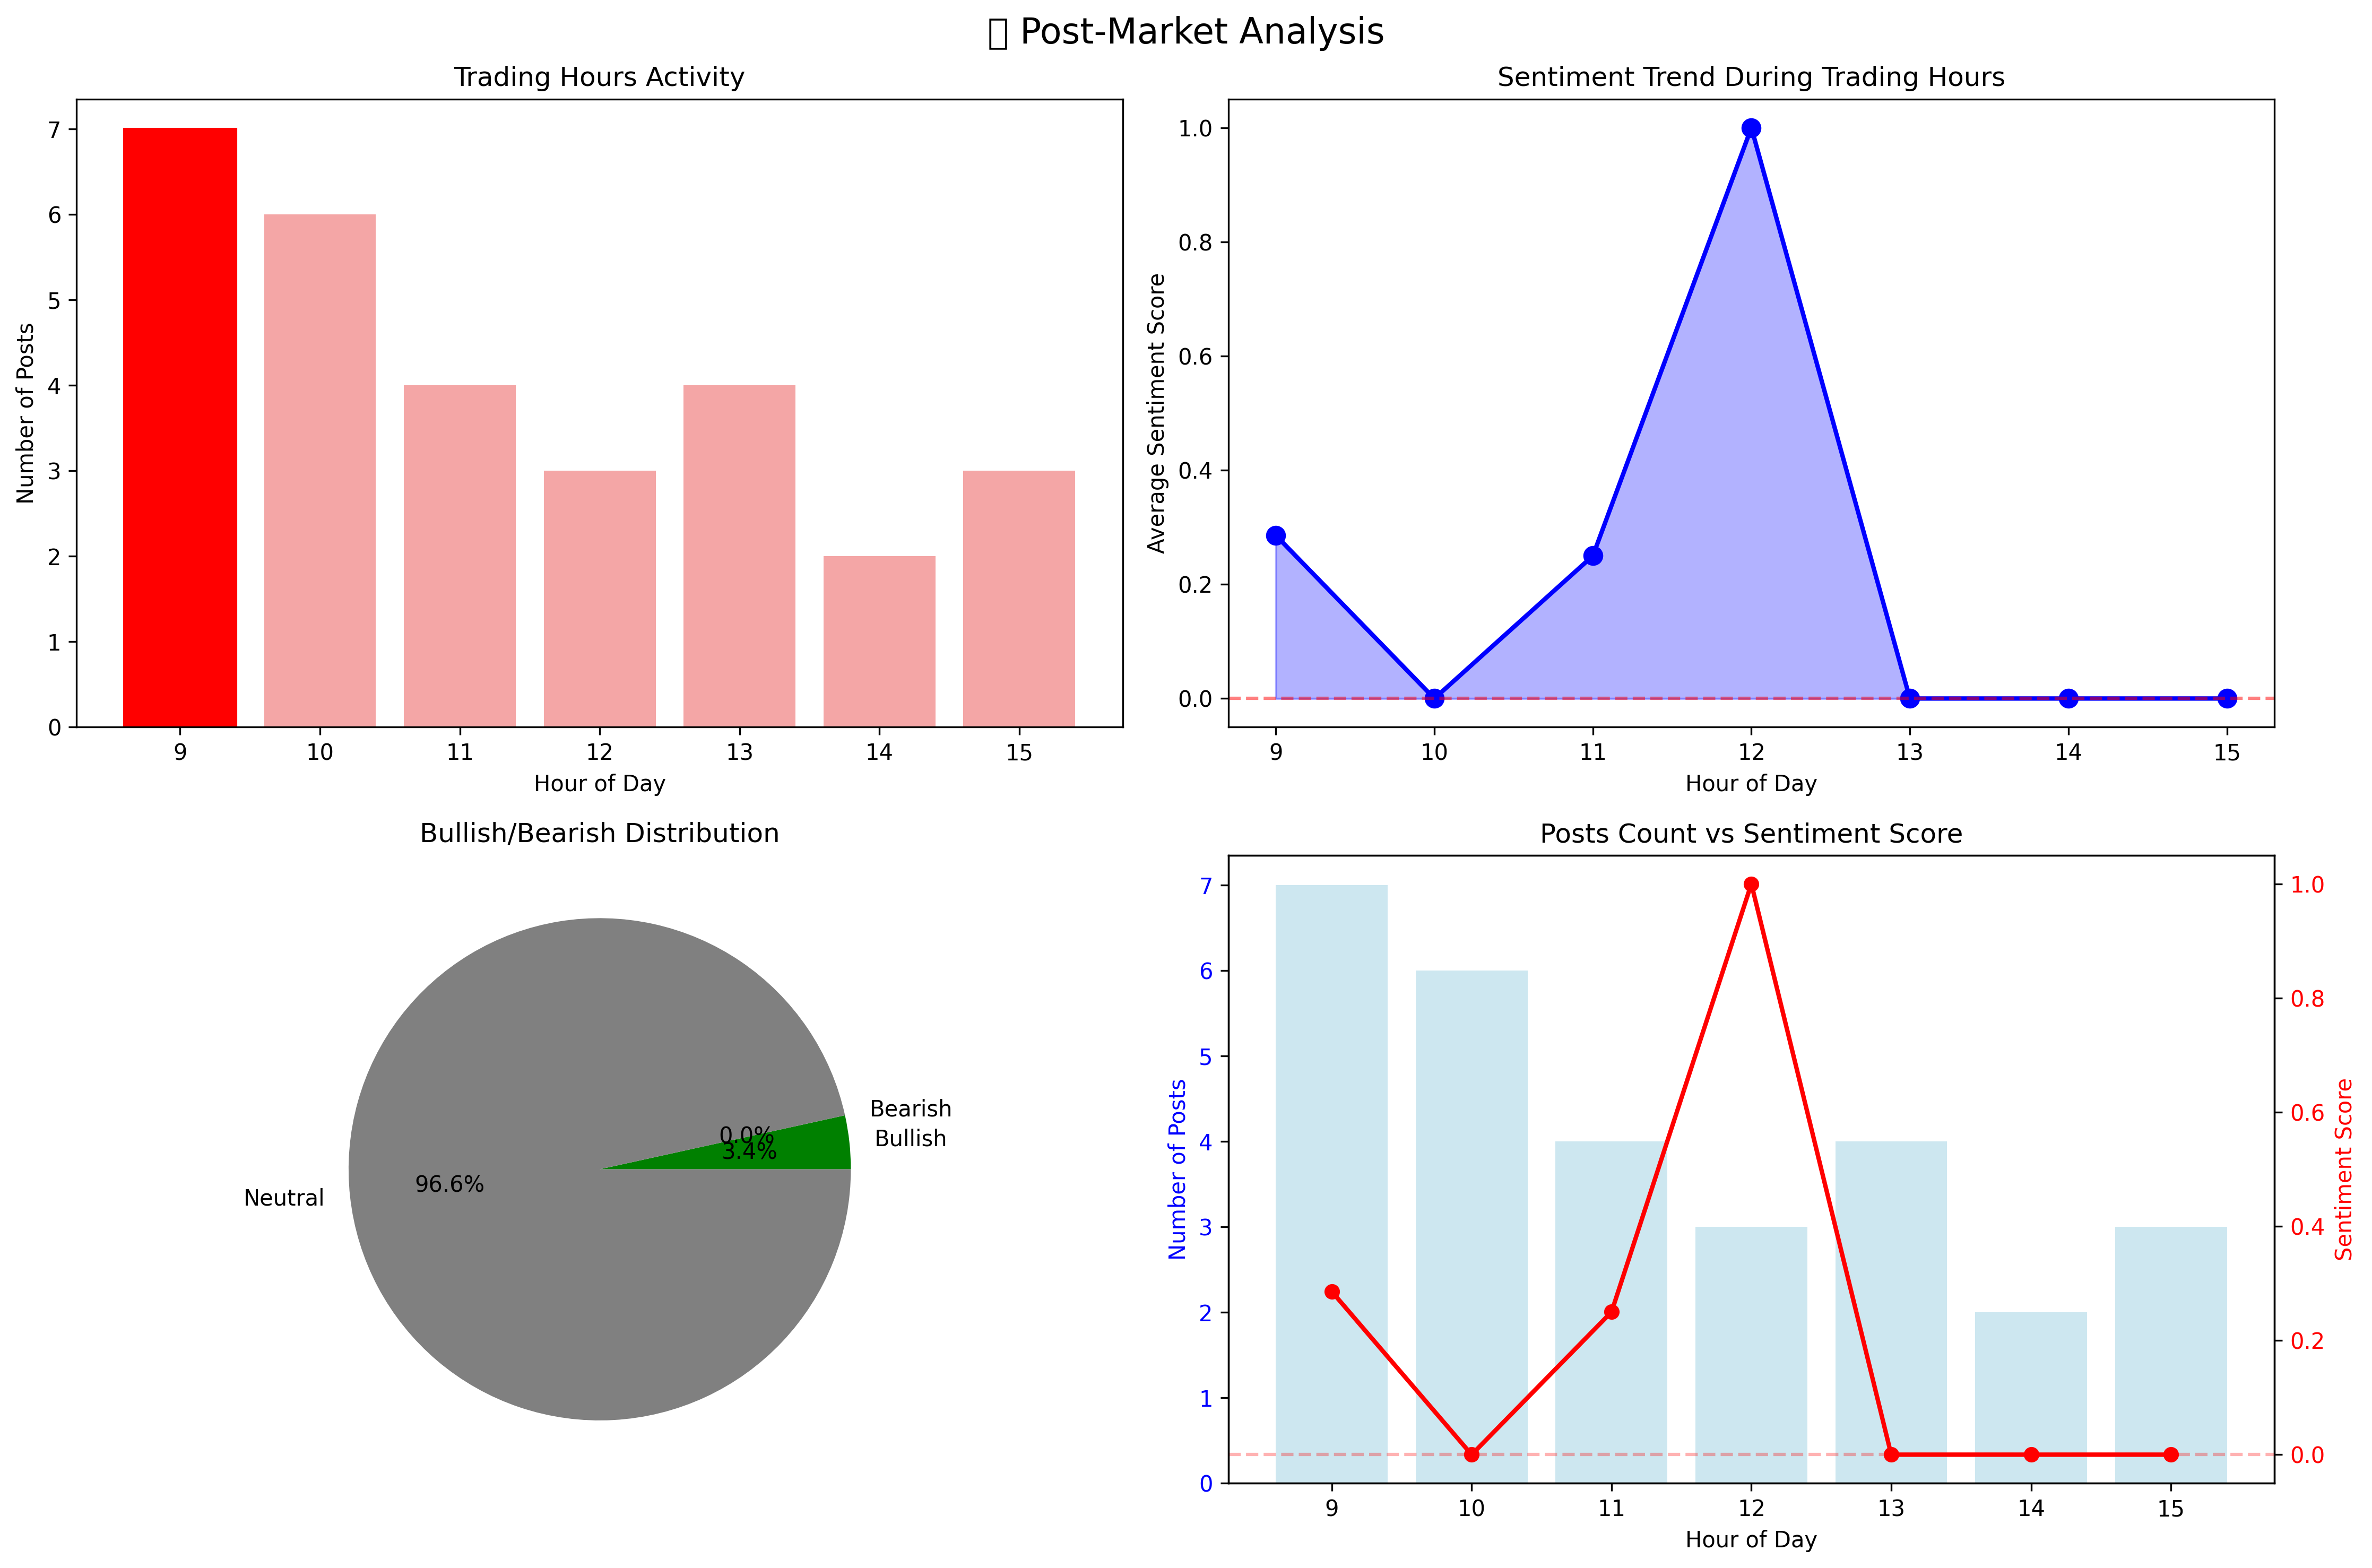 Post-Market Analysis
Trading Hours Activity
7
6
5
4
3
2
1
0
Number of Posts
9 10 11 12 13 14 15
Hour of Day
Sentiment Trend During Trading Hours
1.0
0.8
0.6
0.4
0.2
0.0
Average Sentiment Score
9 10 11 12 13 14 15
Hour of Day
Bullish/Bearish Distribution
Bearish
Bullish
0.0%
3.4%
96.6%
Neutral
Posts Count vs Sentiment Score
7
6
5
4
3
2
1
0
Number of Posts
1.0
0.8
0.6
0.4
0.2
0.0
Sentiment Score
9 10 11 12 13 14 15
Hour of Day